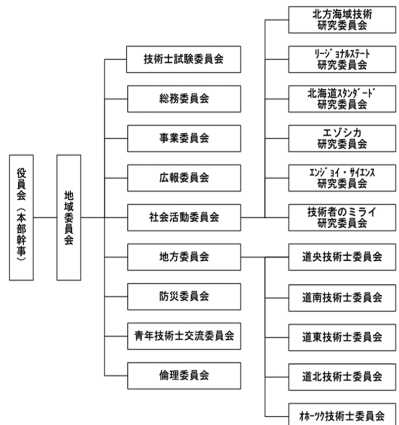 役員会（本部幹事）
地域委員会
技術士試験委員会
総務委員会
事業委員会
広報委員会
社会活動委員会
地方委員会
防災委員会
青年技術士交流委員会
倫理委員会
北方海域技術
研究委員会
ﾘｰｼﾞｮﾅﾙｽﾃｰﾄ
研究委員会
北海道ｽﾀﾝﾀﾞｰﾄﾞ
研究委員会
エゾシカ
研究委員会
ｴﾝｼﾞｮｲ・ｻｲｴﾝｽ
研究委員会
技術者のミライ
研究委員会
道央技術士委員会
道南技術士委員会
道東技術士委員会
道北技術士委員会
ｵﾎｰﾂｸ技術士委員会